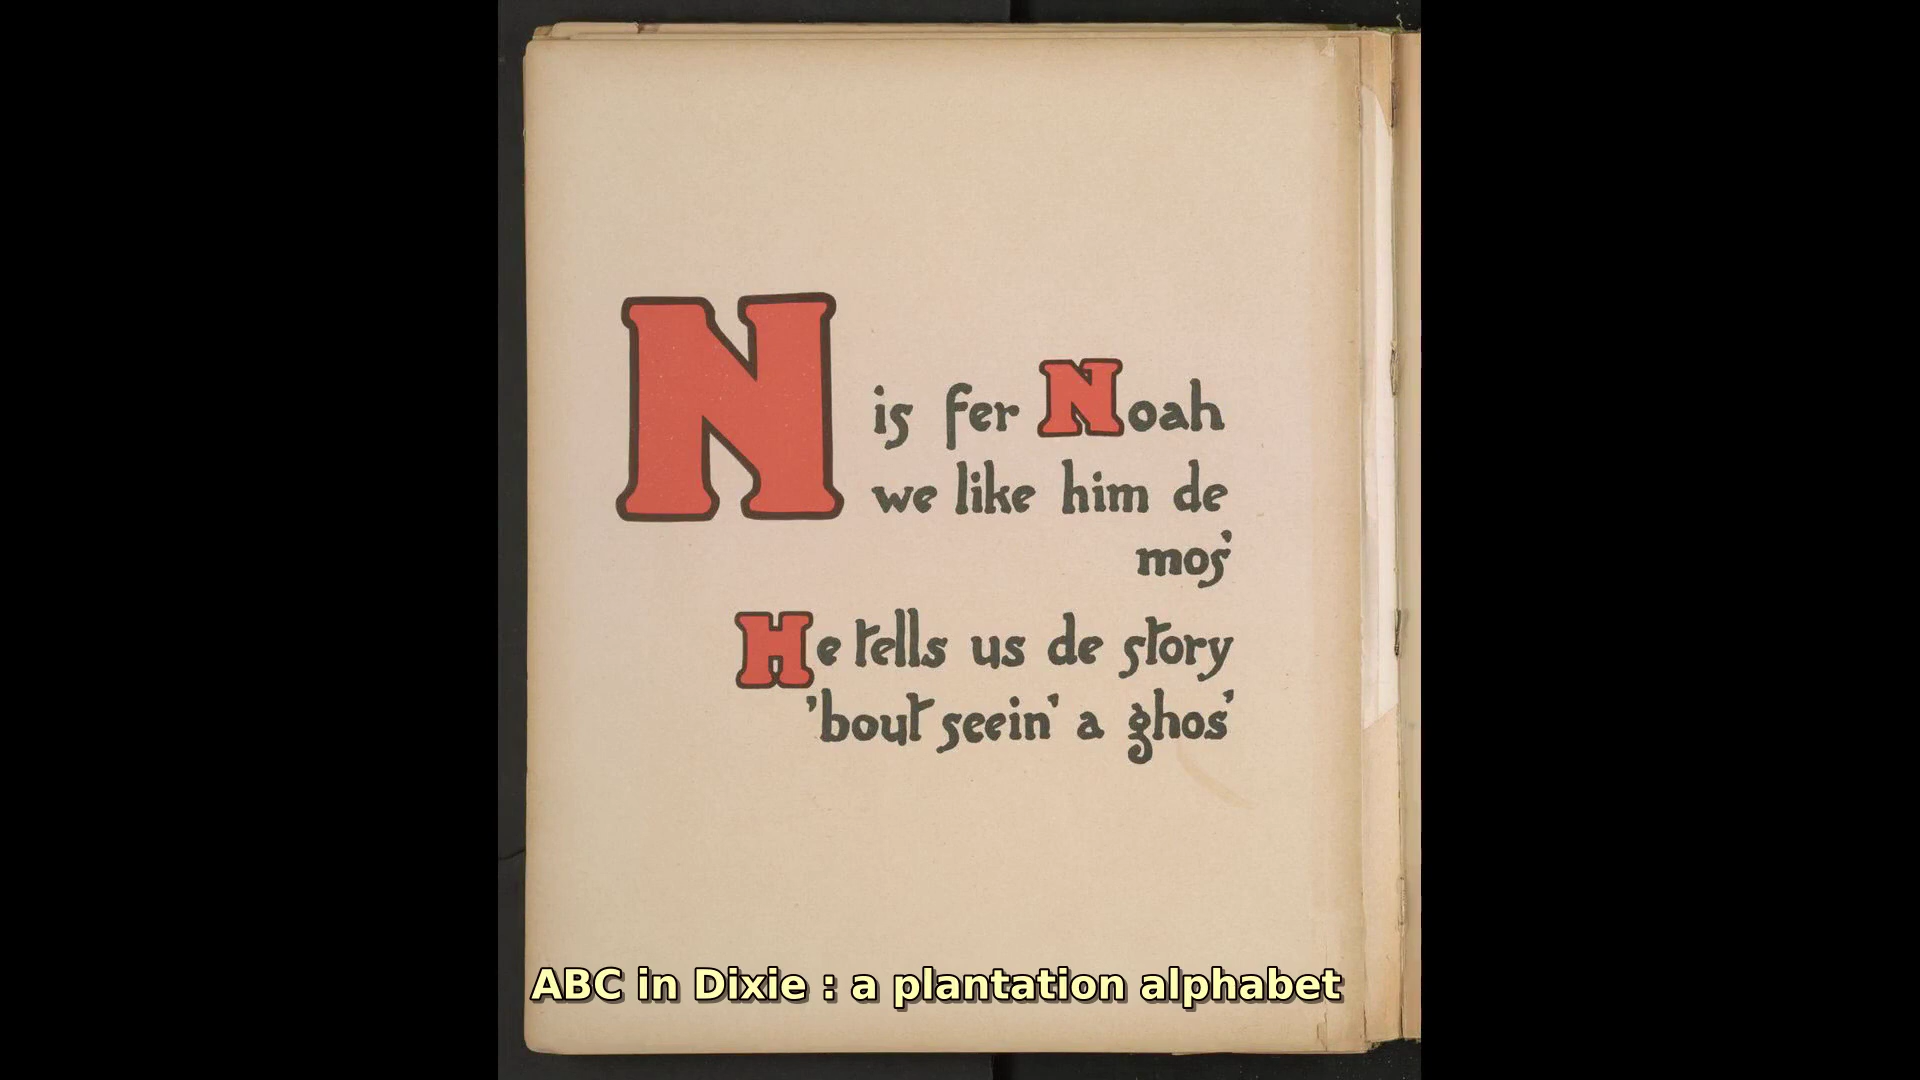 N is fer Noah
we like him de
mos'
He tells us de story
'bout seein' a ghos'
ABC in Dixie : a plantation alphabet